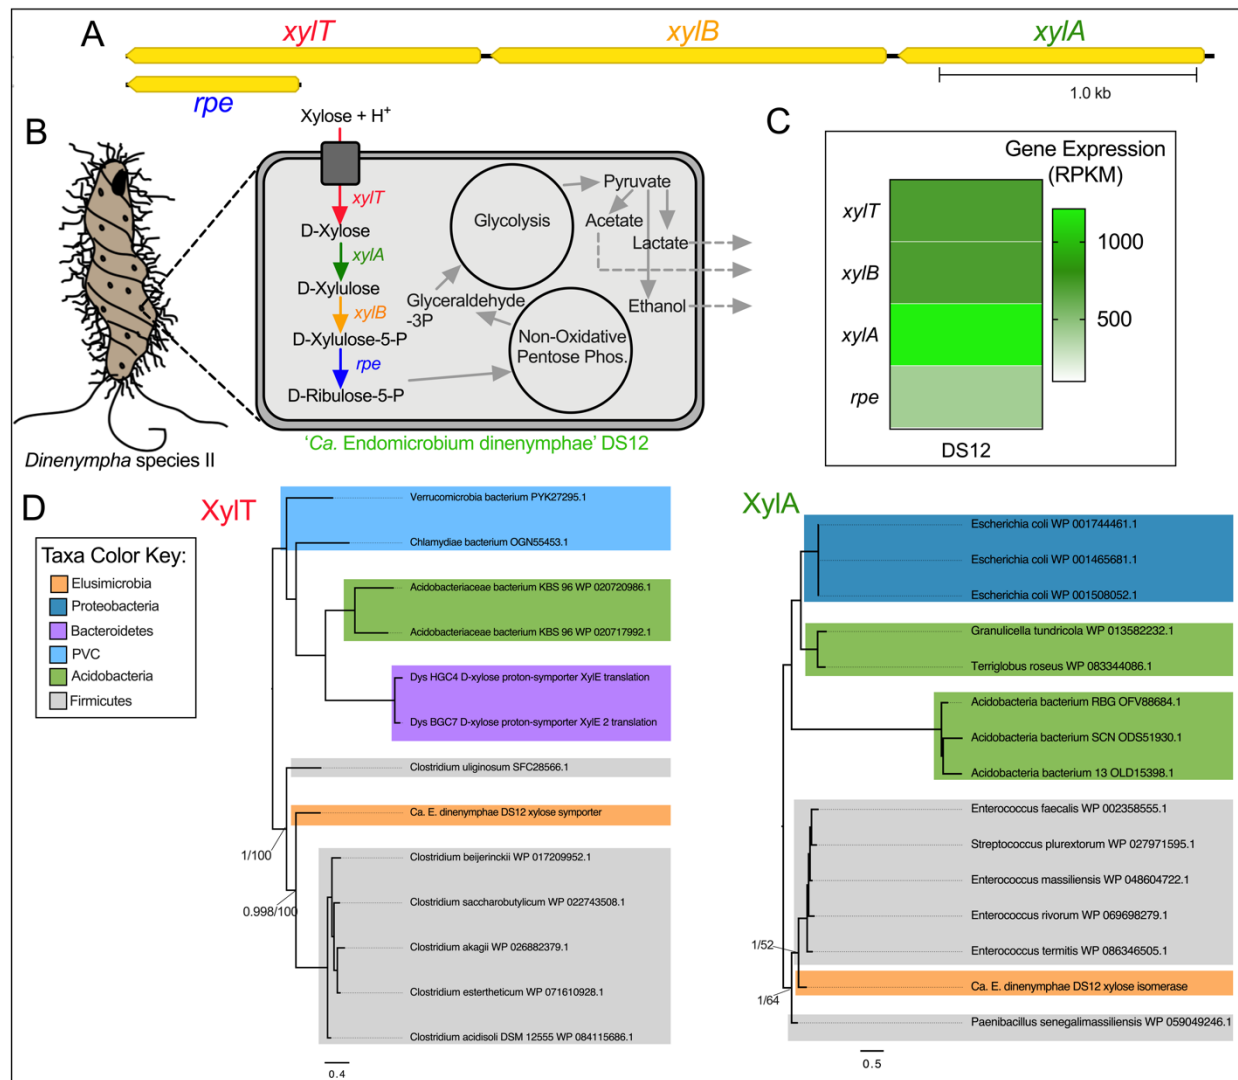 A
xylT
xylB
xylA
rpe
1.0 kb
B
Xylose + H+
xylT
D-Xylose
xylA
D-Xylulose
xylB
D-Xylulose-5-P
rpe
D-Ribulose-5-P
Glycolysis
Glyceraldehyde
-3P
Non-Oxidative
Pentose Phos.
Pyruvate
Acetate
Lactate
Ethanol
Dinenympha species II
'Ca. Endomicrobium dinenymphae' DS12
C
Gene Expression
(RPKM)
xylT
xylB
xylA
rpe
1000
500
DS12
D
Taxa Color Key:
Elusimicrobia
Proteobacteria
Bacteroidetes
PVC
Acidobacteria
Firmicutes
XylT
Verrucomicrobia bacterium PYK27295.1
Chlamydiae bacterium OGN55453.1
Acidobacteriaceae bacterium KBS 96 WP 020720986.1
Acidobacteriaceae bacterium KBS 96 WP 020717992.1
Dys HGC4 D-xylose proton-symporter XylE translation
Dys BGC7 D-xylose proton-symporter XylE 2 translation
Clostridium uliginosum SFC28566.1
Ca. E. dinenymphae DS12 xylose symporter
Clostridium beijerinckii WP 017209952.1
Clostridium saccharobutylicum WP 022743508.1
Clostridium akagii WP 026882379.1
Clostridium estertheticum WP 071610928.1
Clostridium acidisoli DSM 12555 WP 084115686.1
1/100
0.998/100
0.4
XylA
Escherichia coli WP 001744461.1
Escherichia coli WP 001465681.1
Escherichia coli WP 001508052.1
Granulicella tundricola WP 013582232.1
Terriglobus roseus WP 083344086.1
Acidobacteria bacterium RBG OFV88684.1
Acidobacteria bacterium SCN ODS51930.1
Acidobacteria bacterium 13 OLD15398.1
Enterococcus faecalis WP 002358555.1
Streptococcus plurextorum WP 027971595.1
Enterococcus massiliensis WP 048604722.1
Enterococcus rivorum WP 069698279.1
Enterococcus termitis WP 086346505.1
Ca. E. dinenymphae DS12 xylose isomerase
Paenibacillus senegalimassiliensis WP 059049246.1
1/52
1/64
0.5